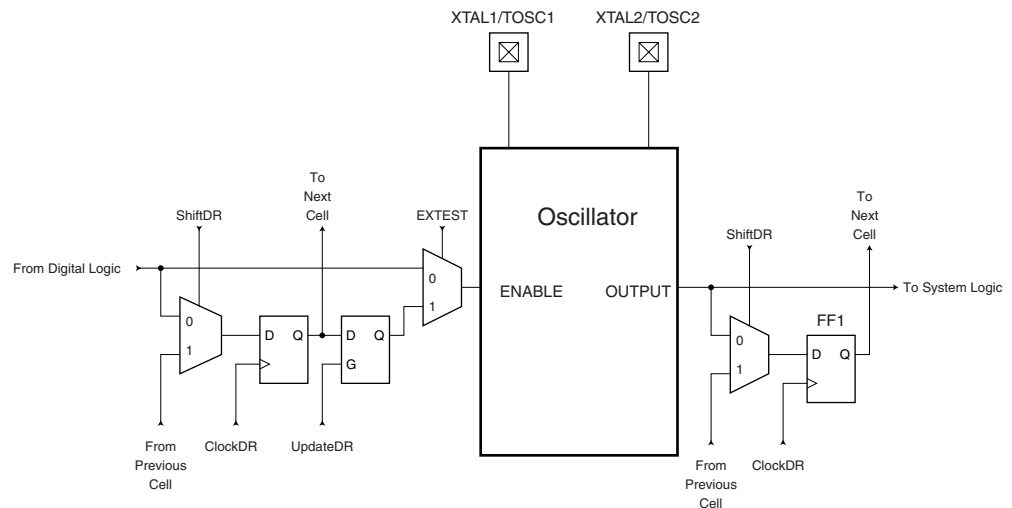 XTAL1/TOSC1
XTAL2/TOSC2
To
Next
Cell
ShiftDR
EXTEST
From Digital Logic
0
1
D Q
D Q
G
0
1
From
Previous
Cell
ClockDR
UpdateDR
Oscillator
ENABLE
OUTPUT
To
Next
Cell
ShiftDR
To System Logic
FF1
0
1
D Q
From
Previous
Cell
ClockDR